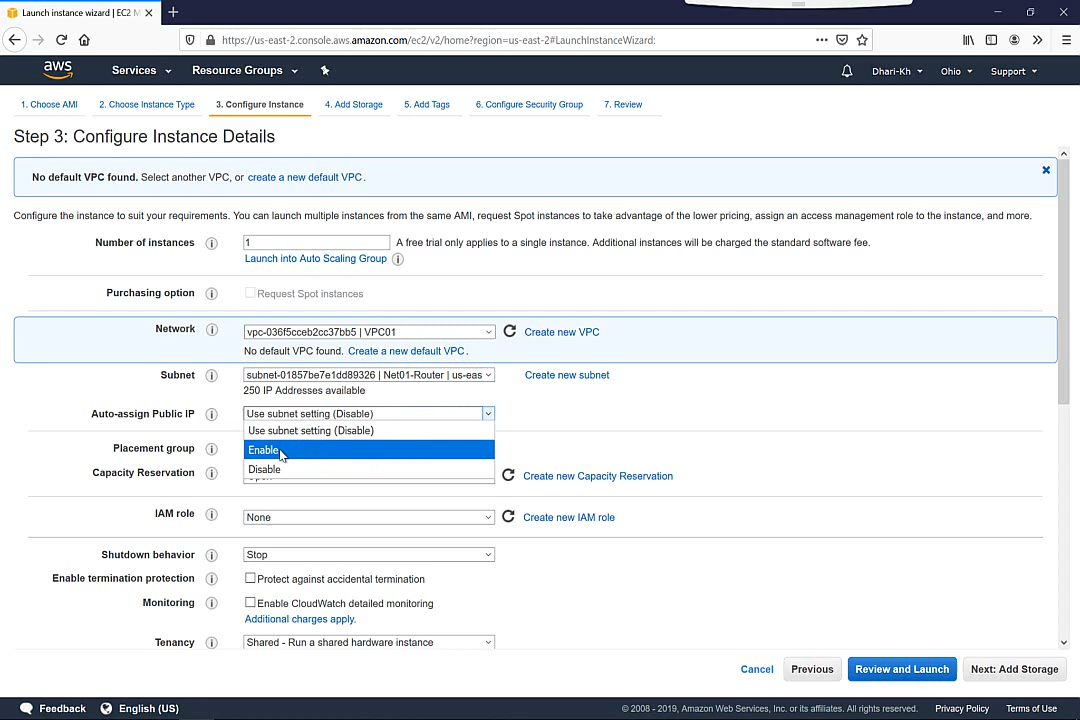 Launch instance wizard | EC2 M
https://us-east-2.console.aws.amazon.com/ec2/v2/home?region=us-east-2#LaunchInstanceWizard:
aws Services Resource Groups Dhari-Kh Ohio Support
1. Choose AMI 2. Choose Instance Type 3. Configure Instance 4. Add Storage 5. Add Tags 6. Configure Security Group 7. Review
Step 3: Configure Instance Details
No default VPC found. Select another VPC, or create a new default VPC.
Configure the instance to suit your requirements. You can launch multiple instances from the same AMI, request Spot instances to take advantage of the lower pricing, assign an access management role to the instance, and more.
Number of instances 1 A free trial only applies to a single instance. Additional instances will be charged the standard software fee.
Launch into Auto Scaling Group
Purchasing option Request Spot instances
Network vpc-036f5cceb2cc37bb5 | VPC01 Create new VPC
No default VPC found. Create a new default VPC.
Subnet subnet-01857be7e1dd89326 | Net01-Router | us-eas Create new subnet
250 IP Addresses available
Auto-assign Public IP Use subnet setting (Disable)
Use subnet setting (Disable)
Placement group Enable
Disable
Capacity Reservation Create new Capacity Reservation
IAM role None Create new IAM role
Shutdown behavior Stop
Enable termination protection Protect against accidental termination
Monitoring Enable CloudWatch detailed monitoring
Additional charges apply.
Tenancy Shared - Run a shared hardware instance
Cancel Previous Review and Launch Next: Add Storage
Feedback English (US) © 2008 - 2019, Amazon Web Services, Inc. or its affiliates. All rights reserved. Privacy Policy Terms of Use